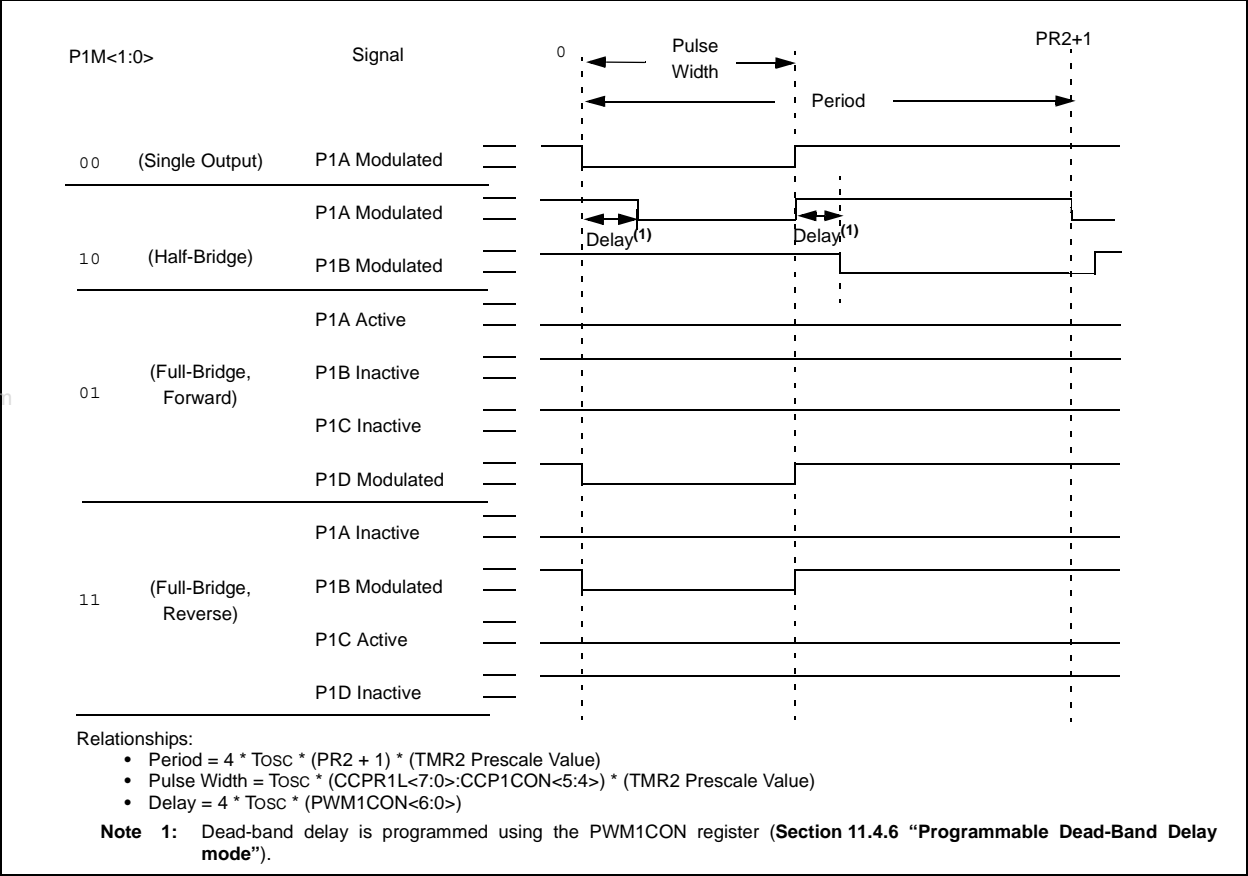 P1M<1:0> Signal 0 Pulse Width PR2+1
Period
00 (Single Output) P1A Modulated
P1A Modulated
Delay(1) Delay(1)
10 (Half-Bridge) P1B Modulated
P1A Active
01 (Full-Bridge, Forward) P1B Inactive
P1C Inactive
P1D Modulated
P1A Inactive
11 (Full-Bridge, Reverse) P1B Modulated
P1C Active
P1D Inactive
Relationships:
• Period = 4 * TOSC * (PR2 + 1) * (TMR2 Prescale Value)
• Pulse Width = TOSC * (CCPR1L<7:0>:CCP1CON<5:4>) * (TMR2 Prescale Value)
• Delay = 4 * TOSC * (PWM1CON<6:0>)
Note 1: Dead-band delay is programmed using the PWM1CON register (Section 11.4.6 “Programmable Dead-Band Delay
mode”).